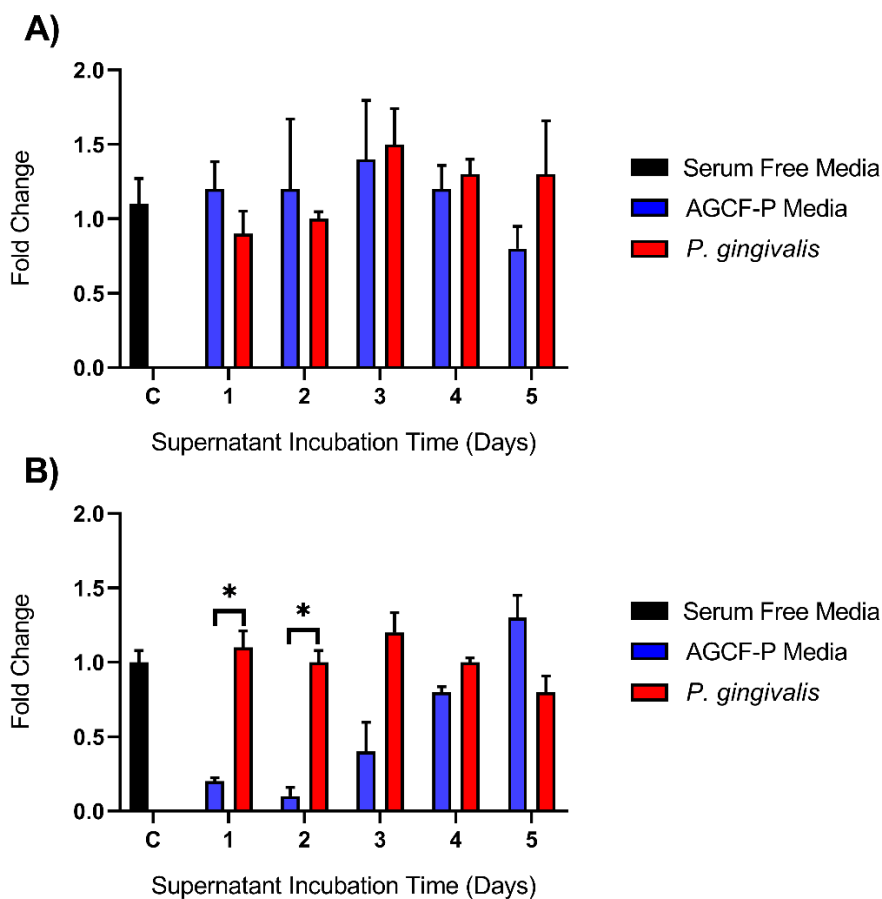 A)
2.0
1.5
1.0
0.5
0.0
Fold Change
C 1 2 3 4 5
Supernatant Incubation Time (Days)
Serum Free Media
AGCF-P Media
P. gingivalis
B)
2.0
1.5
1.0
0.5
0.0
Fold Change
* *
C 1 2 3 4 5
Supernatant Incubation Time (Days)
Serum Free Media
AGCF-P Media
P. gingivalis